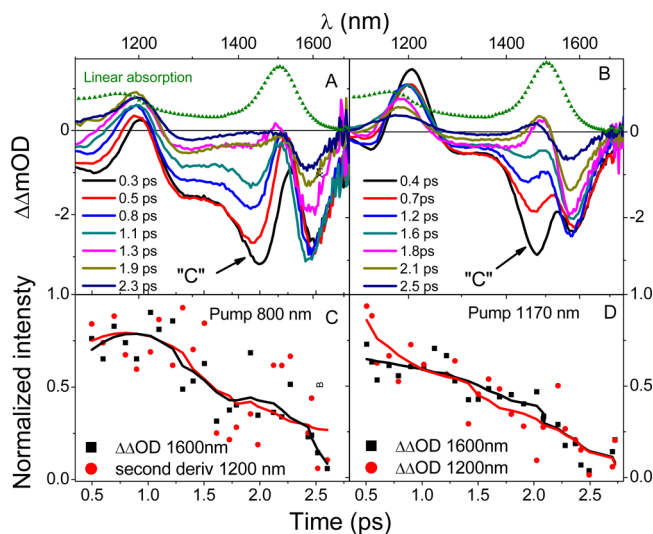 λ (nm)
1200 1400 1600 1200 1400 1600
Linear absorption
A
B
0
-2
ΔΔmOD
0.3 ps
0.5 ps
0.8 ps
1.1 ps
1.3 ps
1.9 ps
2.3 ps
"C"
0.4 ps
0.7ps
1.2 ps
1.6 ps
1.8ps
2.1 ps
2.5 ps
"C"
0
-2
Normalized intensty
1.0
0.5
0.0
Pump 800 nm
C
B
ΔΔOD 1600nm
second deriv 1200 nm
Pump 1170 nm
D
ΔΔOD 1600nm
ΔΔOD 1200nm
1.0
0.5
0.0
0.5 1.0 1.5 2.0 2.5 0.5 1.0 1.5 2.0 2.5
Time (ps)